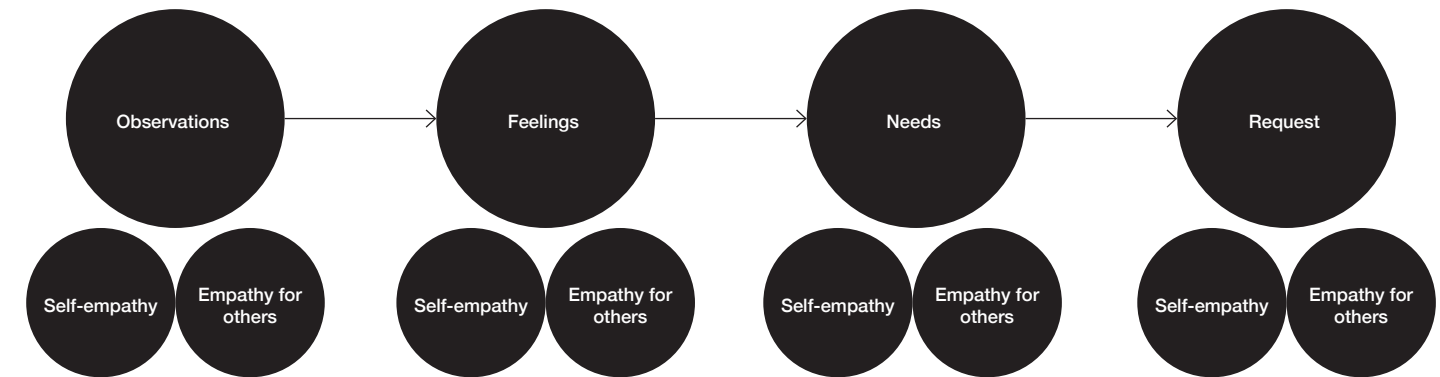 Observations
Feelings
Needs
Request
Self-empathy
Empathy for
others
Self-empathy
Empathy for
others
Self-empathy
Empathy for
others
Self-empathy
Empathy for
others